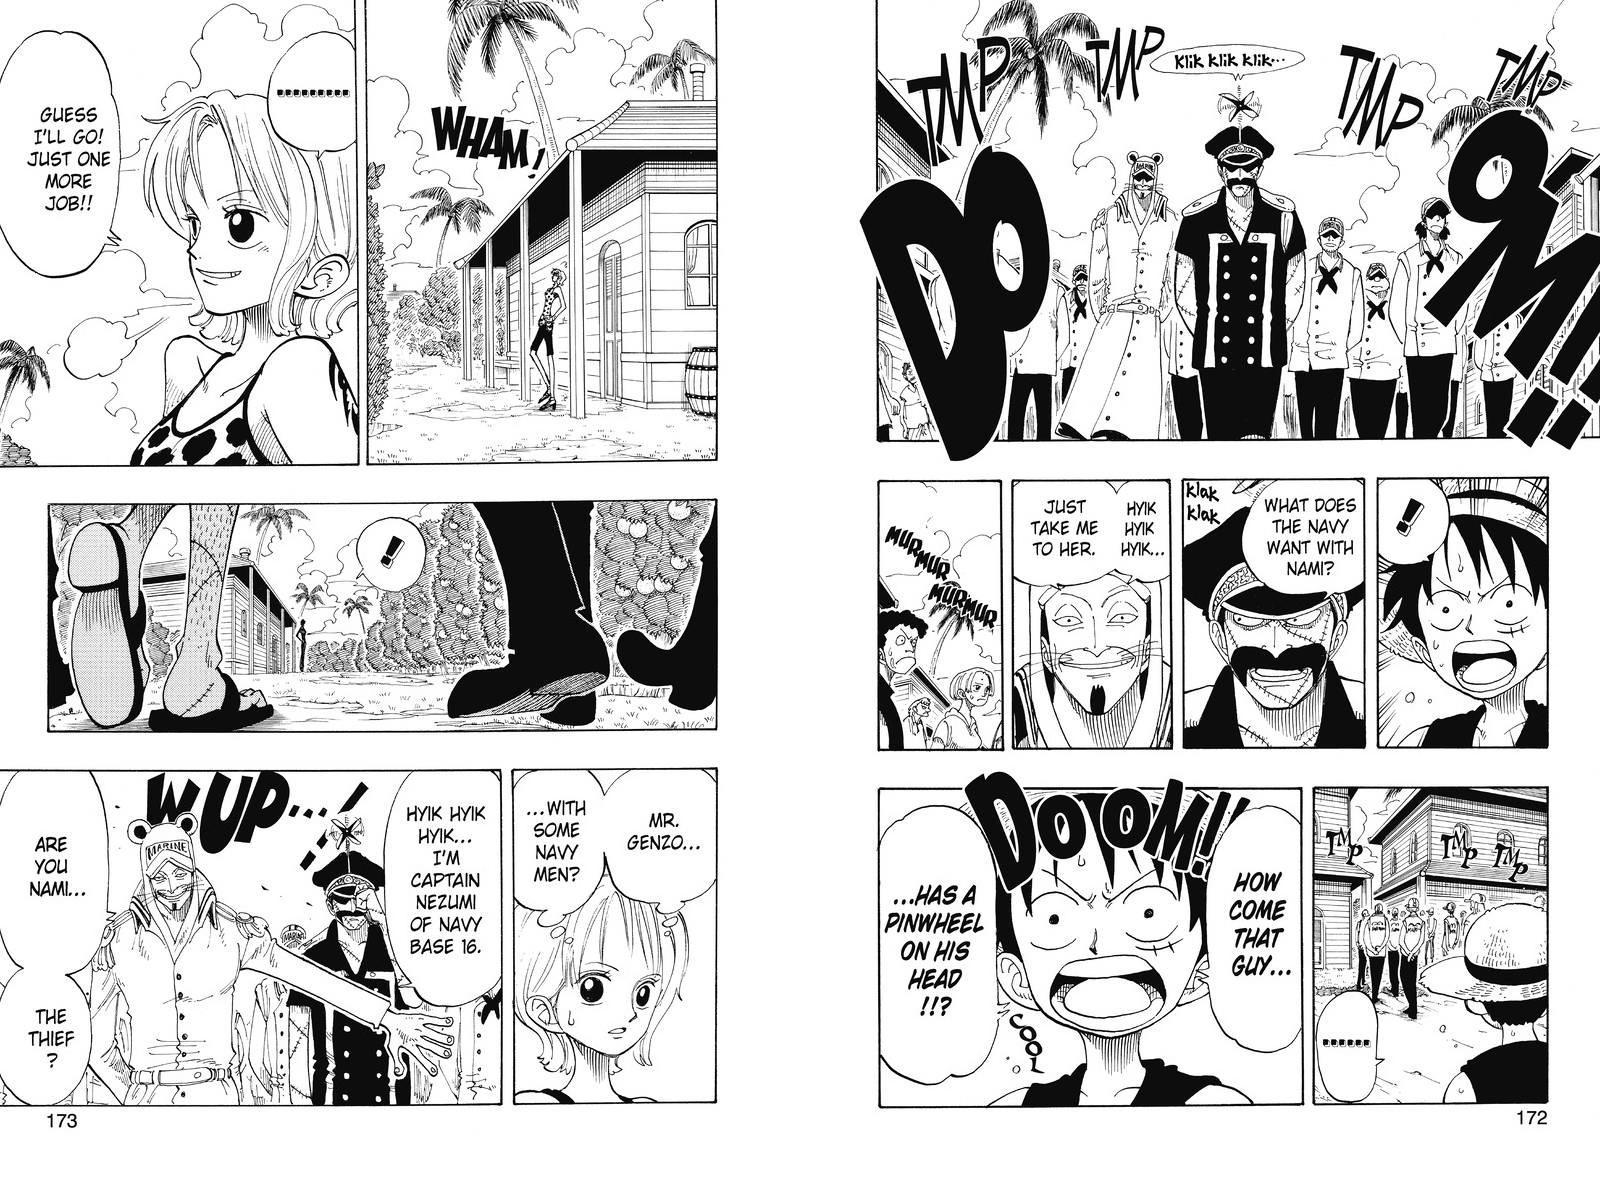 TMP
TMP
Klik klik klik...
TMP
TMP
DOOM!!
!
WHAT DOES
THE NAVY
WANT WITH
NAMI?
klak
klak
HYIK
HYIK
HYIK...
JUST
TAKE ME
TO HER.
MURMUR
MURMUR
TMP
TMP
TMP
.......
HOW
COME
THAT
GUY...
DOOM!!
...HAS A
PINWHEEL
ON HIS
HEAD
!!?
COOL
172
WHAM!
.........
GUESS
I'LL GO!
JUST ONE
MORE
JOB!!
!
MR.
GENZO...
...WITH
SOME
NAVY
MEN?
HYIK HYIK
HYIK...
I'M
CAPTAIN
NEZUMI
OF NAVY
BASE 16.
WUP...!!
MARINE
ARE
YOU
NAMI...
THE
THIEF
?
173